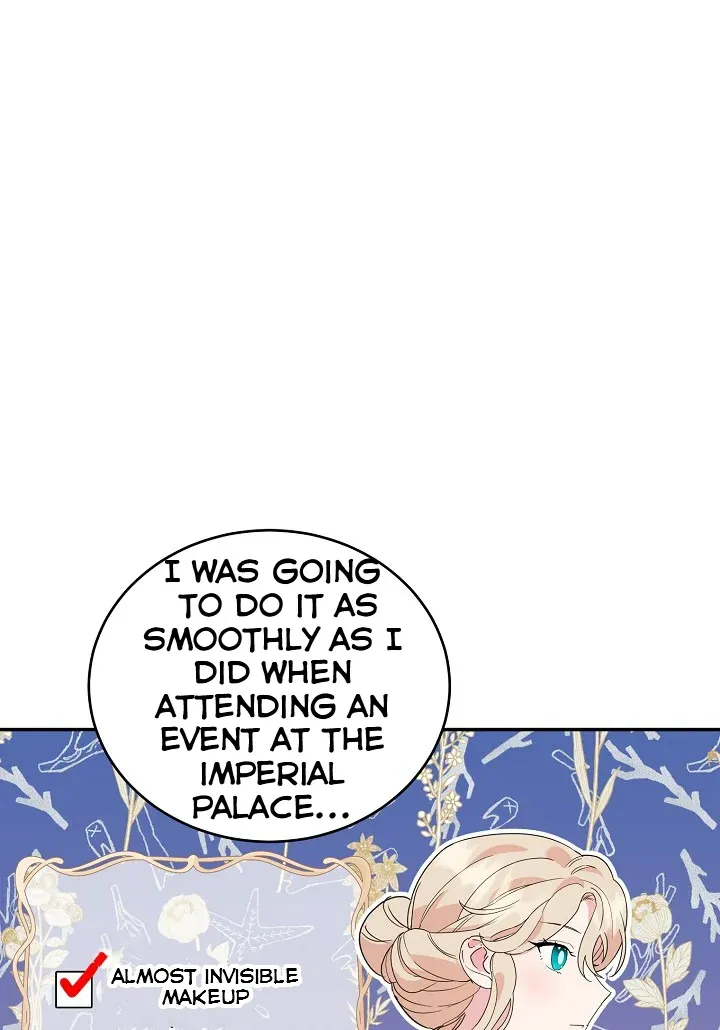 I WAS GOING
TO DO IT AS
SMOOTHLY AS I
DID WHEN
ATTENDING AN
EVENT AT THE
IMPERIAL
PALACE...
ALMOST INVISIBLE
MAKEUP